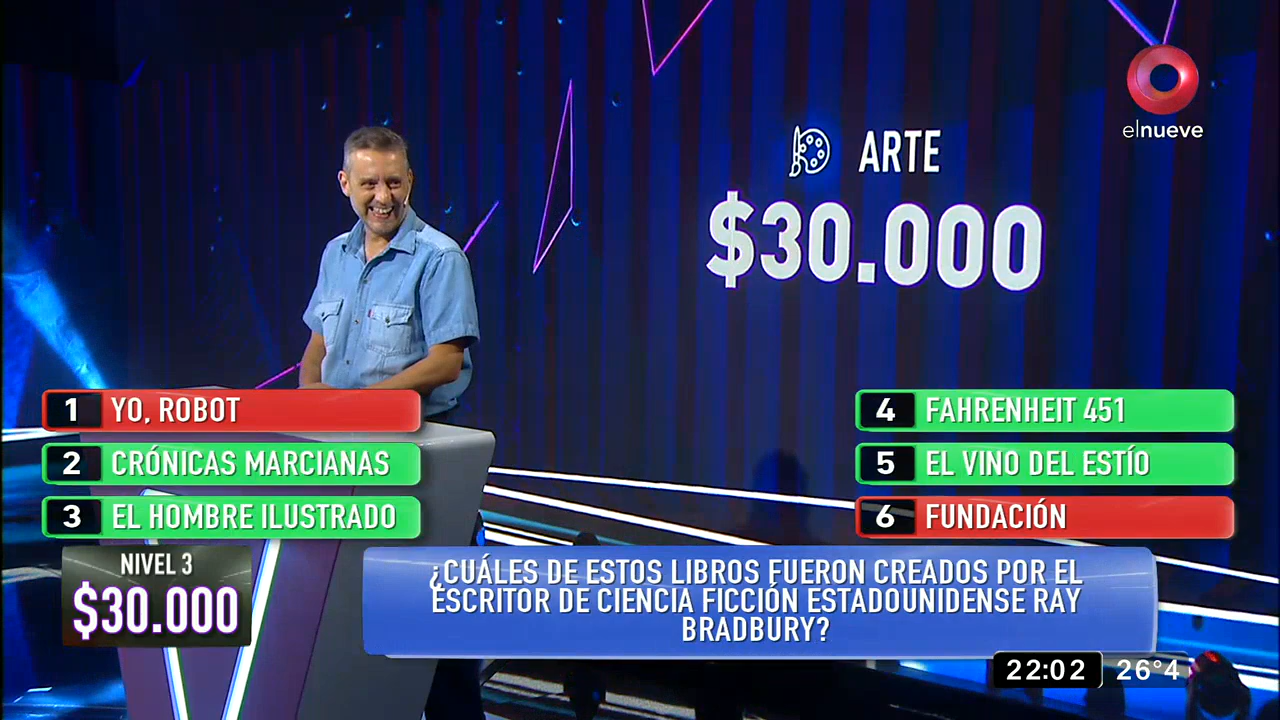 elnueve
ARTE
$30.000
1 YO, ROBOT
2 CRÓNICAS MARCIANAS
3 EL HOMBRE ILUSTRADO
4 FAHRENHEIT 451
5 EL VINO DEL ESTÍO
6 FUNDACIÓN
NIVEL 3
$30.000
¿CUÁLES DE ESTOS LIBROS FUERON CREADOS POR EL
ESCRITOR DE CIENCIA FICCIÓN ESTADOUNIDENSE RAY
BRADBURY?
22:02 26°4